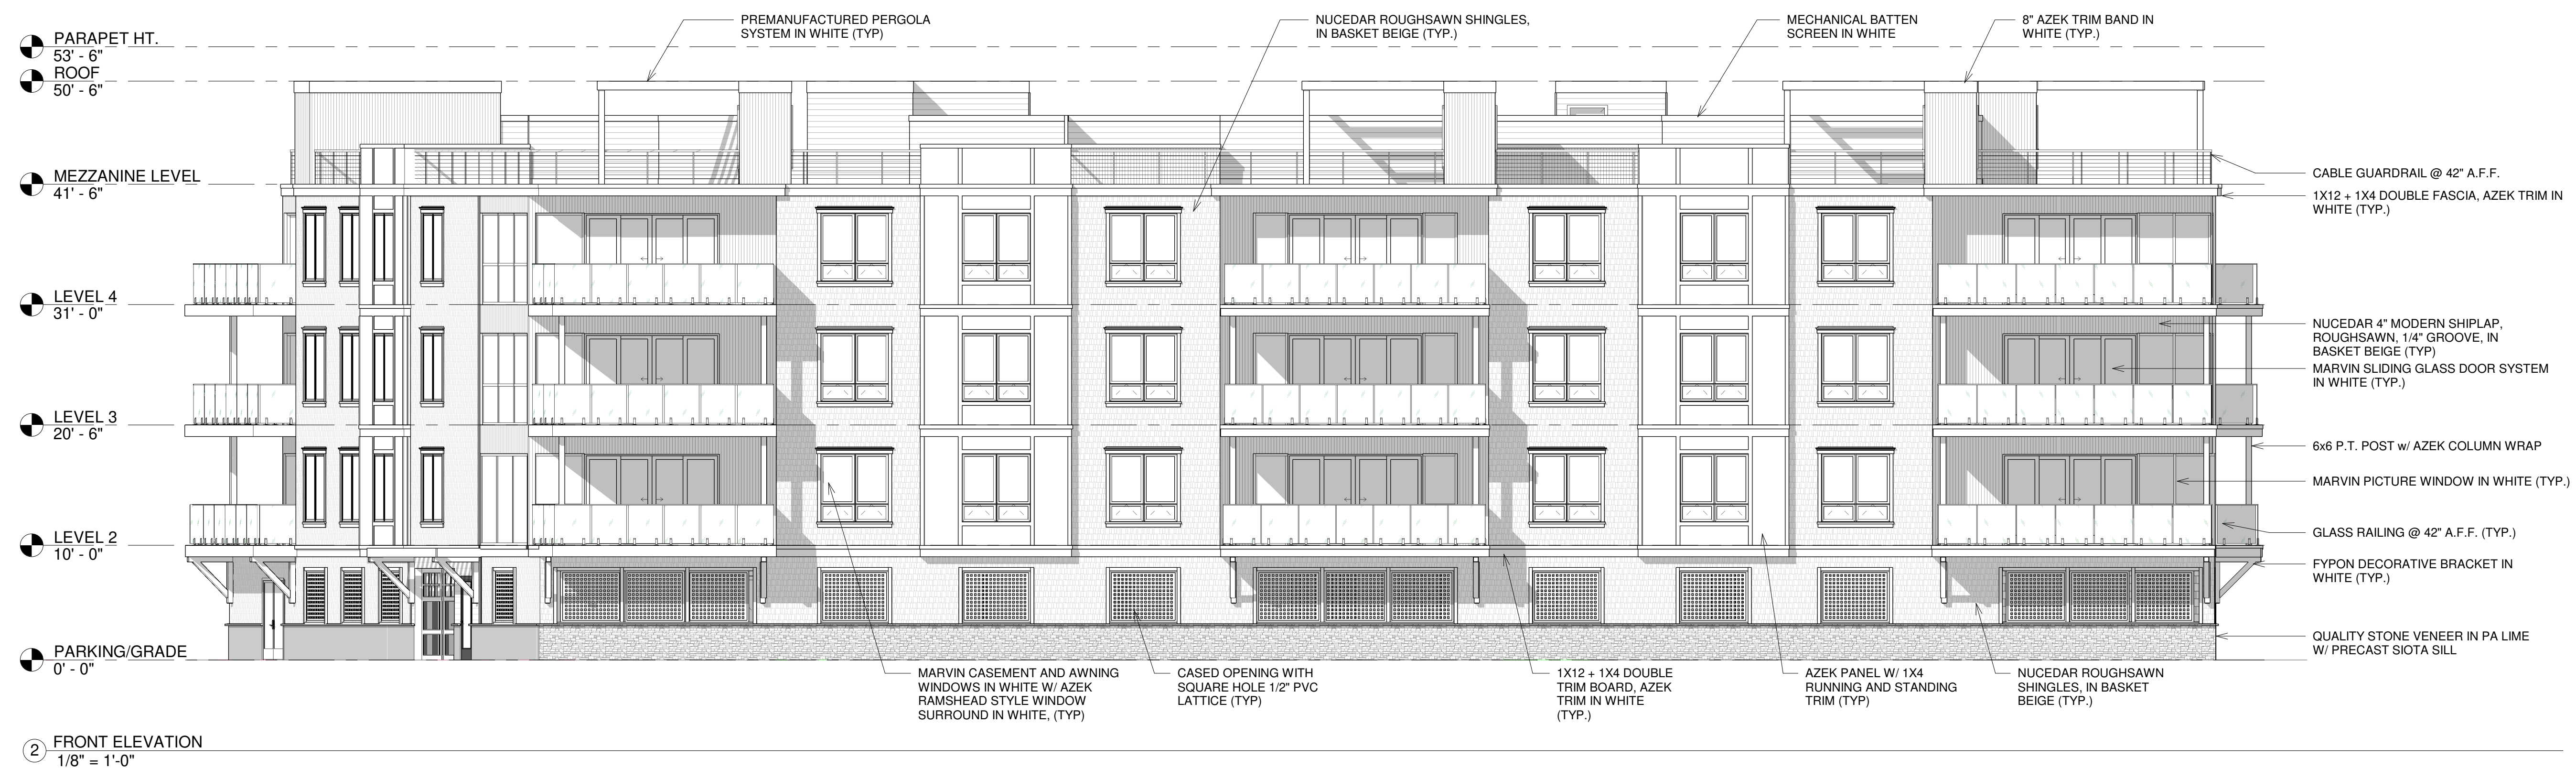 PREMANUFACTURED PERGOLA
SYSTEM IN WHITE (TYP)
NUCEDAR ROUGHSAWN SHINGLES,
IN BASKET BEIGE (TYP.)
MECHANICAL BATTEN
SCREEN IN WHITE
8" AZEK TRIM BAND IN
WHITE (TYP.)
PARAPET HT.
53' - 6"
ROOF
50' - 6"
MEZZANINE LEVEL
41' - 6"
LEVEL 4
31' - 0"
LEVEL 3
20' - 6"
LEVEL 2
10' - 0"
PARKING/GRADE
0' - 0"
CABLE GUARDRAIL @ 42" A.F.F.
1X12 + 1X4 DOUBLE FASCIA, AZEK TRIM IN
WHITE (TYP.)
NUCEDAR 4" MODERN SHIPLAP,
ROUGHSAWN, 1/4" GROOVE, IN
BASKET BEIGE (TYP)
MARVIN SLIDING GLASS DOOR SYSTEM
IN WHITE (TYP.)
6x6 P.T. POST w/ AZEK COLUMN WRAP
MARVIN PICTURE WINDOW IN WHITE (TYP.)
GLASS RAILING @ 42" A.F.F. (TYP.)
FYPON DECORATIVE BRACKET IN
WHITE (TYP.)
QUALITY STONE VENEER IN PA LIME
W/ PRECAST SIOTA SILL
MARVIN CASEMENT AND AWNING
WINDOWS IN WHITE W/ AZEK
RAMSHEAD STYLE WINDOW
SURROUND IN WHITE, (TYP)
CASED OPENING WITH
SQUARE HOLE 1/2" PVC
LATTICE (TYP)
1X12 + 1X4 DOUBLE
TRIM BOARD, AZEK
TRIM IN WHITE
(TYP.)
AZEK PANEL W/ 1X4
RUNNING AND STANDING
TRIM (TYP)
NUCEDAR ROUGHSAWN
SHINGLES, IN BASKET
BEIGE (TYP.)
2
FRONT ELEVATION
1/8" = 1'-0"